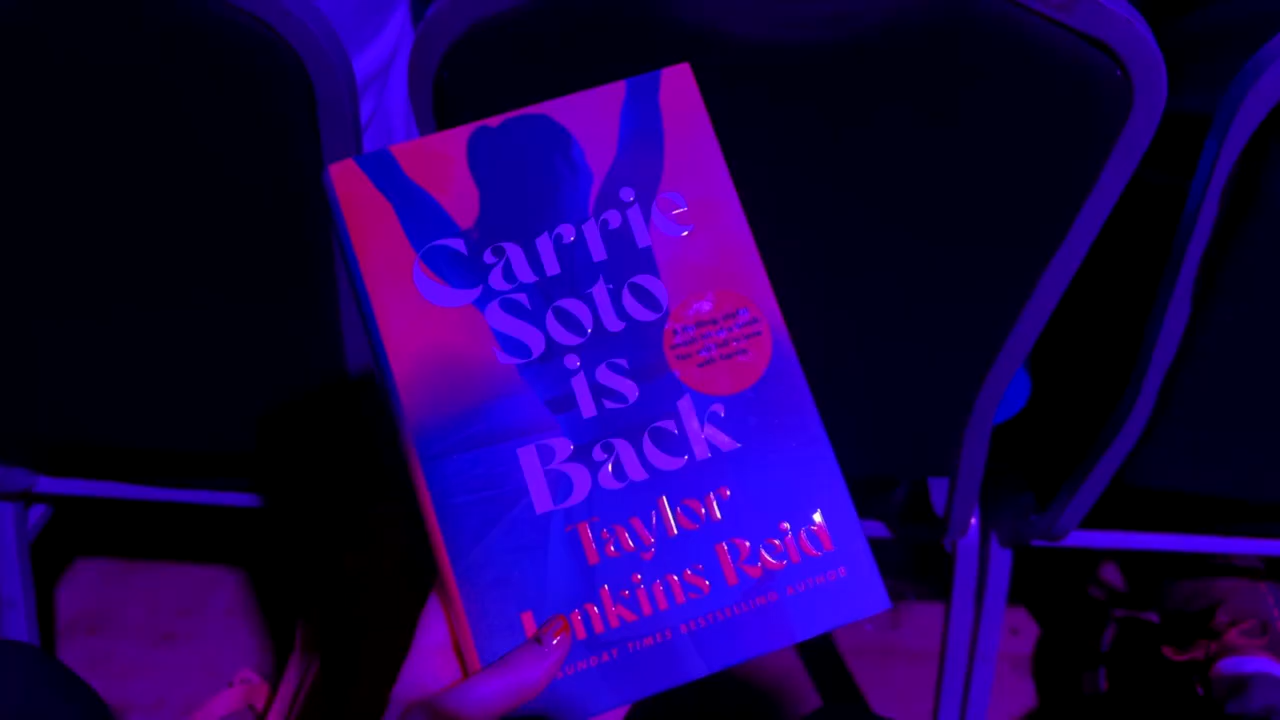 Carrie
Soto
is
Back
Taylor
Jenkins Reid
SUNDAY TIMES BESTSELLING AUTHOR